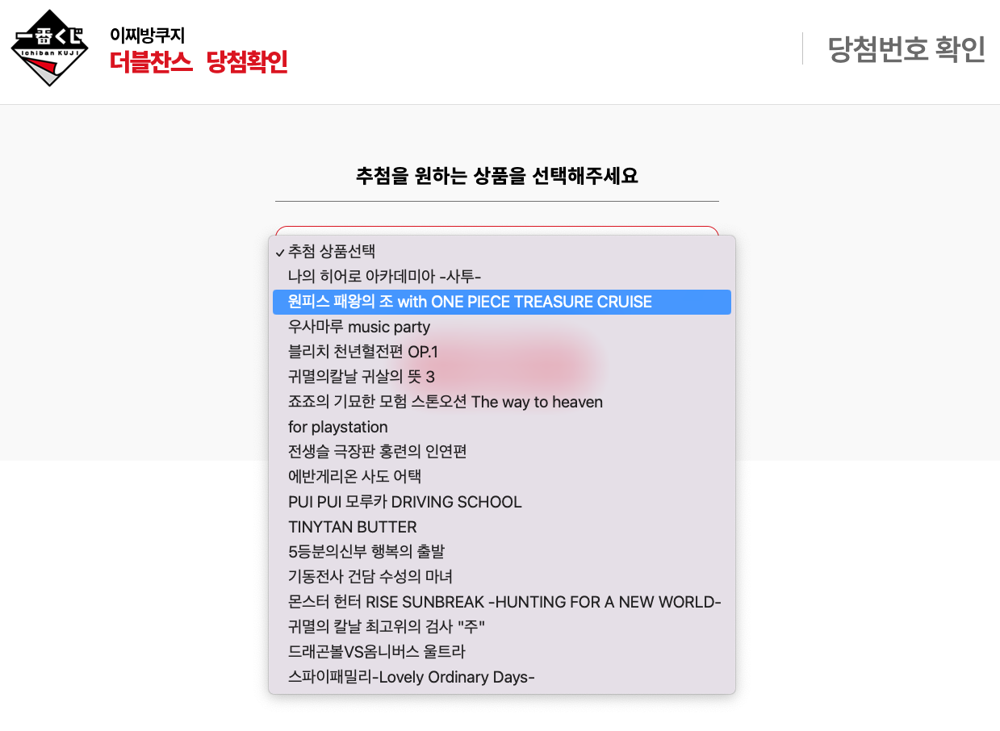 一番くじ
Ichiban KUJI
이찌방쿠지
더블찬스 당첨확인
당첨번호 확인
추첨을 원하는 상품을 선택해주세요
✓ 추첨 상품선택
나의 히어로 아카데미아 -사투-
원피스 패왕의 조 with ONE PIECE TREASURE CRUISE
우사마루 music party
블리치 천년혈전편 OP.1
귀멸의칼날 귀살의 뜻 3
죠죠의 기묘한 모험 스톤오션 The way to heaven
for playstation
전생슬 극장판 홍련의 인연편
에반게리온 사도 어택
PUI PUI 모루카 DRIVING SCHOOL
TINYTAN BUTTER
5등분의신부 행복의 출발
기동전사 건담 수성의 마녀
몬스터 헌터 RISE SUNBREAK -HUNTING FOR A NEW WORLD-
귀멸의 칼날 최고위의 검사 "주"
드래곤볼VS옴니버스 울트라
스파이패밀리-Lovely Ordinary Days-